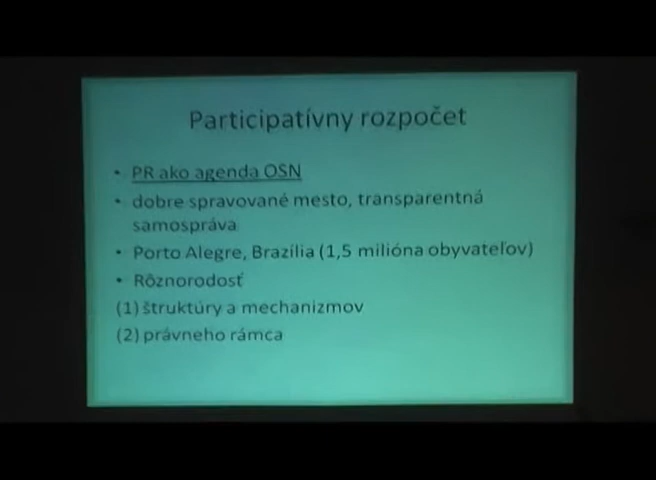 Participatívny rozpočet
• PR ako agenda OSN
• dobre spravované mesto, transparentná
samospráva
• Porto Alegre, Brazília (1,5 milióna obyvateľov)
• Rôznorodosť
(1) štruktúry a mechanizmov
(2) právneho rámca